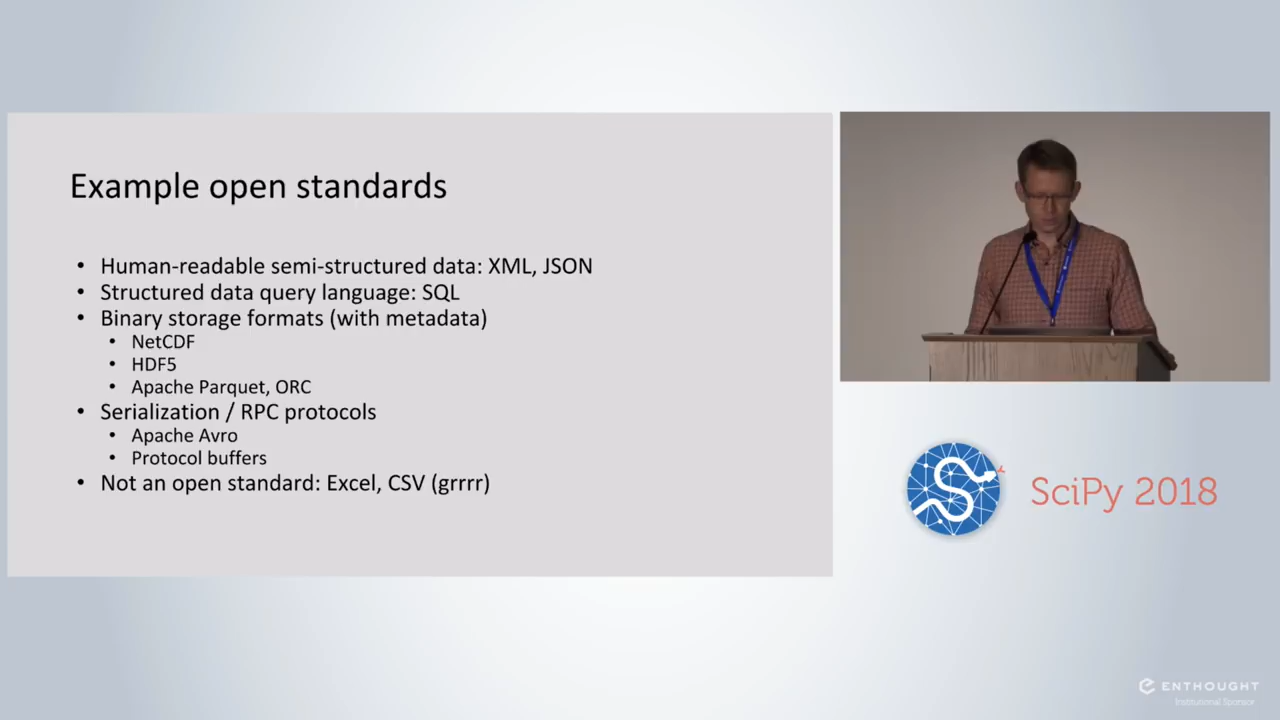 Example open standards
• Human-readable semi-structured data: XML, JSON
• Structured data query language: SQL
• Binary storage formats (with metadata)
• NetCDF
• HDF5
• Apache Parquet, ORC
• Serialization / RPC protocols
• Apache Avro
• Protocol buffers
• Not an open standard: Excel, CSV (grrrr)
SciPy 2018
ENTHOUGHT
Institutional Sponsor